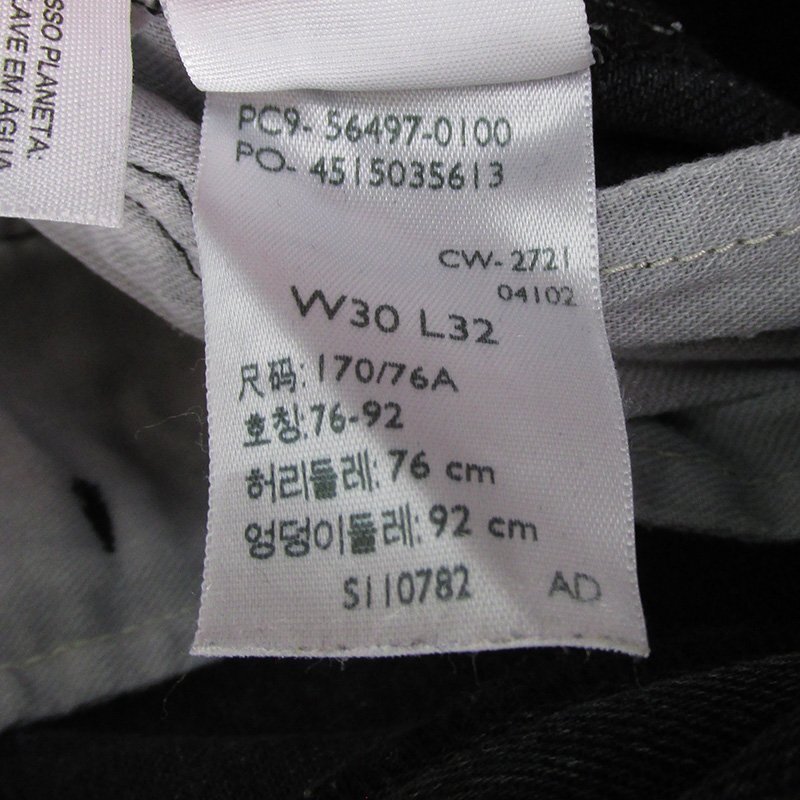 SSO PLANETA:
AVE EM AGUA
PC9- 56497-0100
PO- 4515035613
CW- 2721
04102
W30 L32
尺码: 170/76A
호칭:76-92
허리둘레: 76 cm
엉덩이둘레: 92 cm
S110782 AD